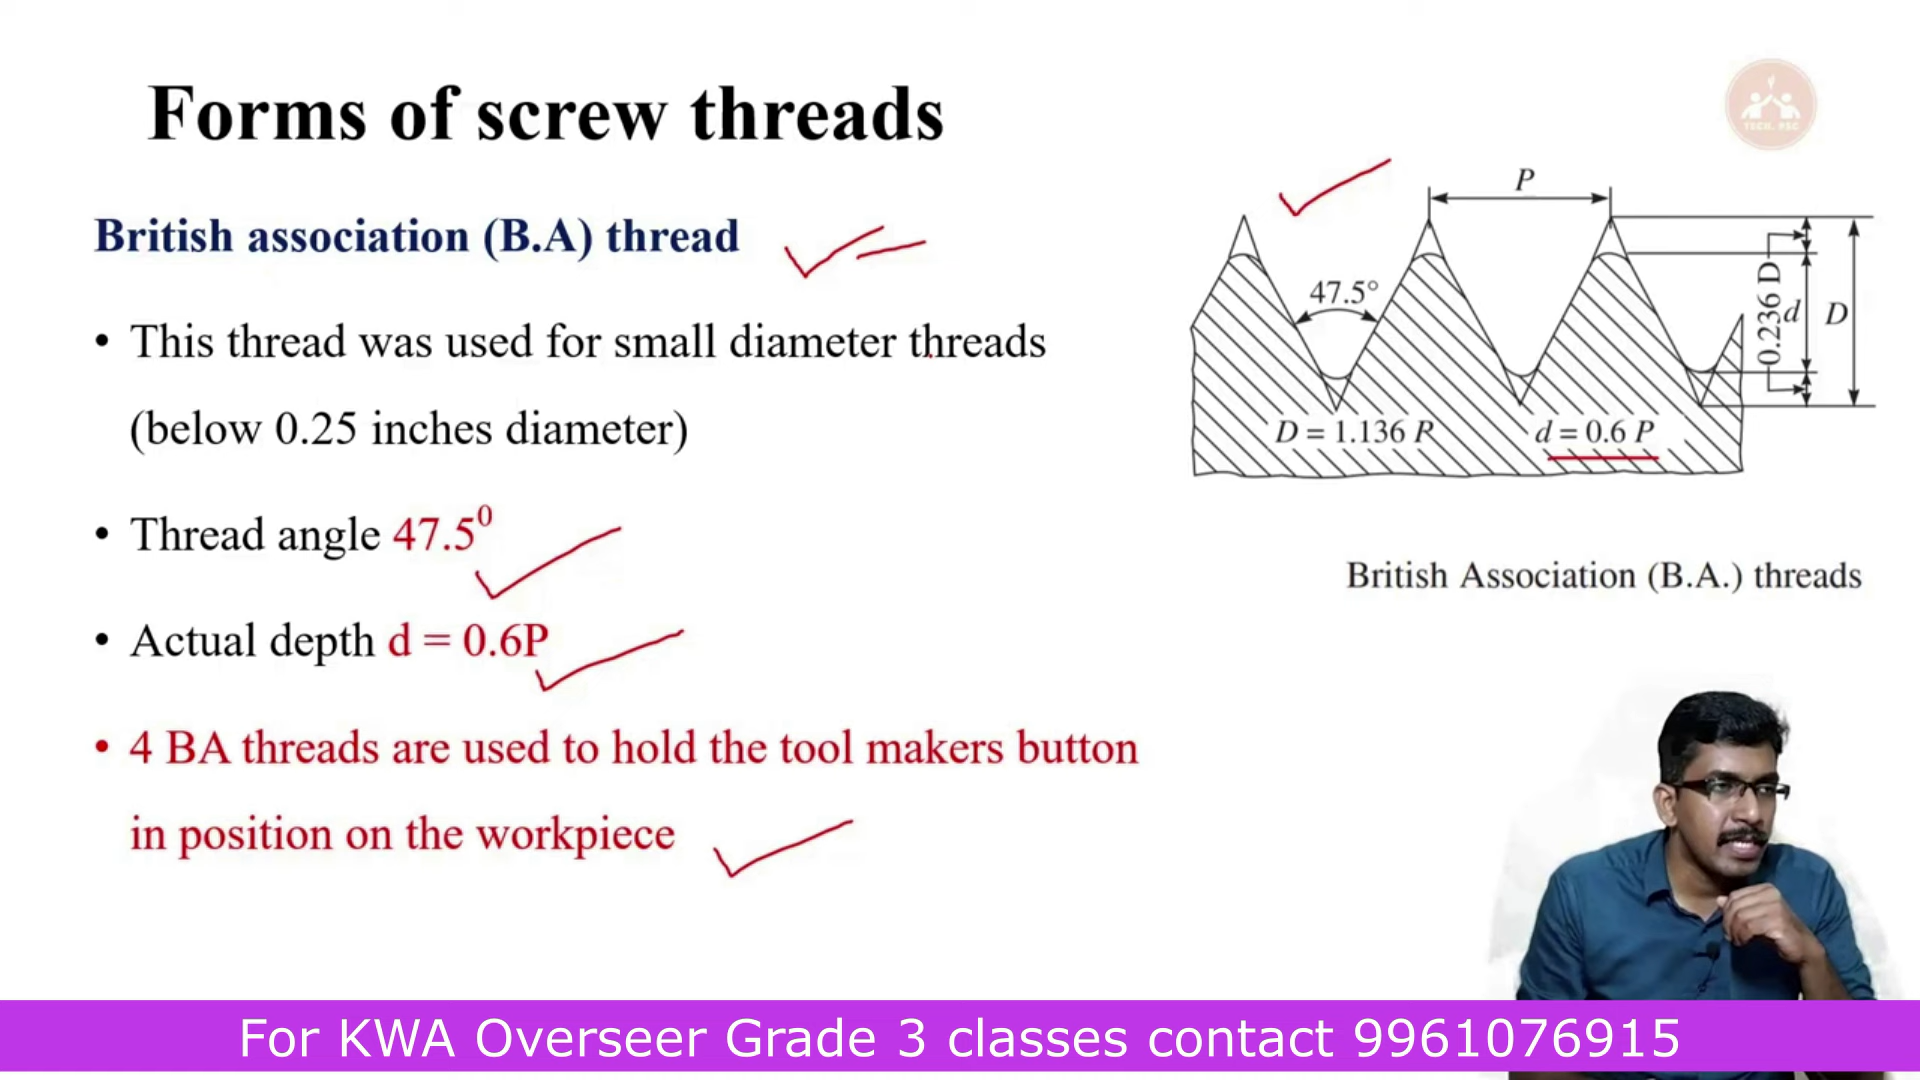 Forms of screw threads
TECH. PSC
British association (B.A) thread
• This thread was used for small diameter threads
(below 0.25 inches diameter)
• Thread angle 47.5⁰
• Actual depth d = 0.6P
• 4 BA threads are used to hold the tool makers button
in position on the workpiece
P
47.5°
0.236 D
d
D
D = 1.136 P
d = 0.6 P
British Association (B.A.) threads
For KWA Overseer Grade 3 classes contact 9961076915